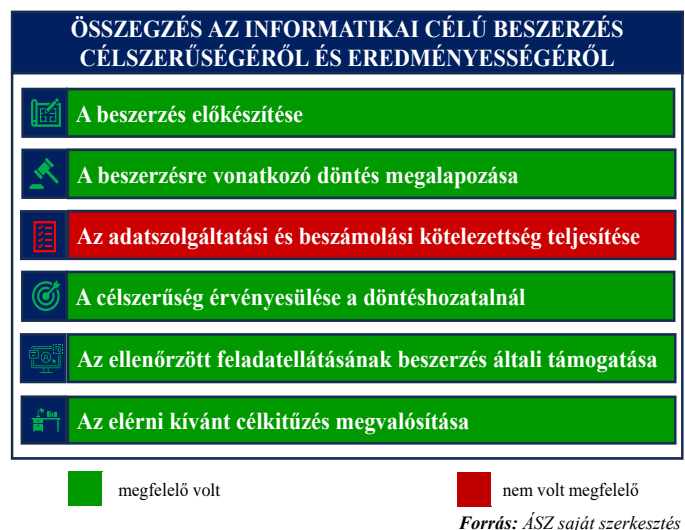 ÖSSZEGZÉS AZ INFORMATIKAI CÉLÚ BESZERZÉS
CÉLSZERŰSÉGÉRŐL ÉS EREDMÉNYESSÉGÉRŐL
A beszerzés előkészítése
A beszerzésre vonatkozó döntés megalapozása
Az adatszolgáltatási és beszámolási kötelezettség teljesítése
A célszerűség érvényesülése a döntéshozatalnál
Az ellenőrzött feladatellátásának beszerzés általi támogatása
Az elérni kívánt célkitűzés megvalósítása
megfelelő volt
nem volt megfelelő
Forrás: ÁSZ saját szerkesztés